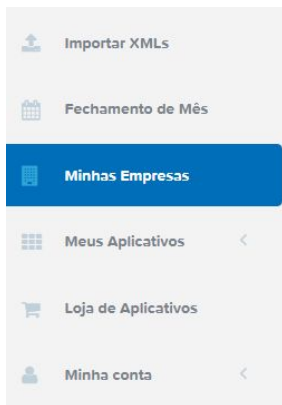 Importar XMLs
Fechamento de Mês
Minhas Empresas
Meus Aplicativos
Loja de Aplicativos
Minha conta